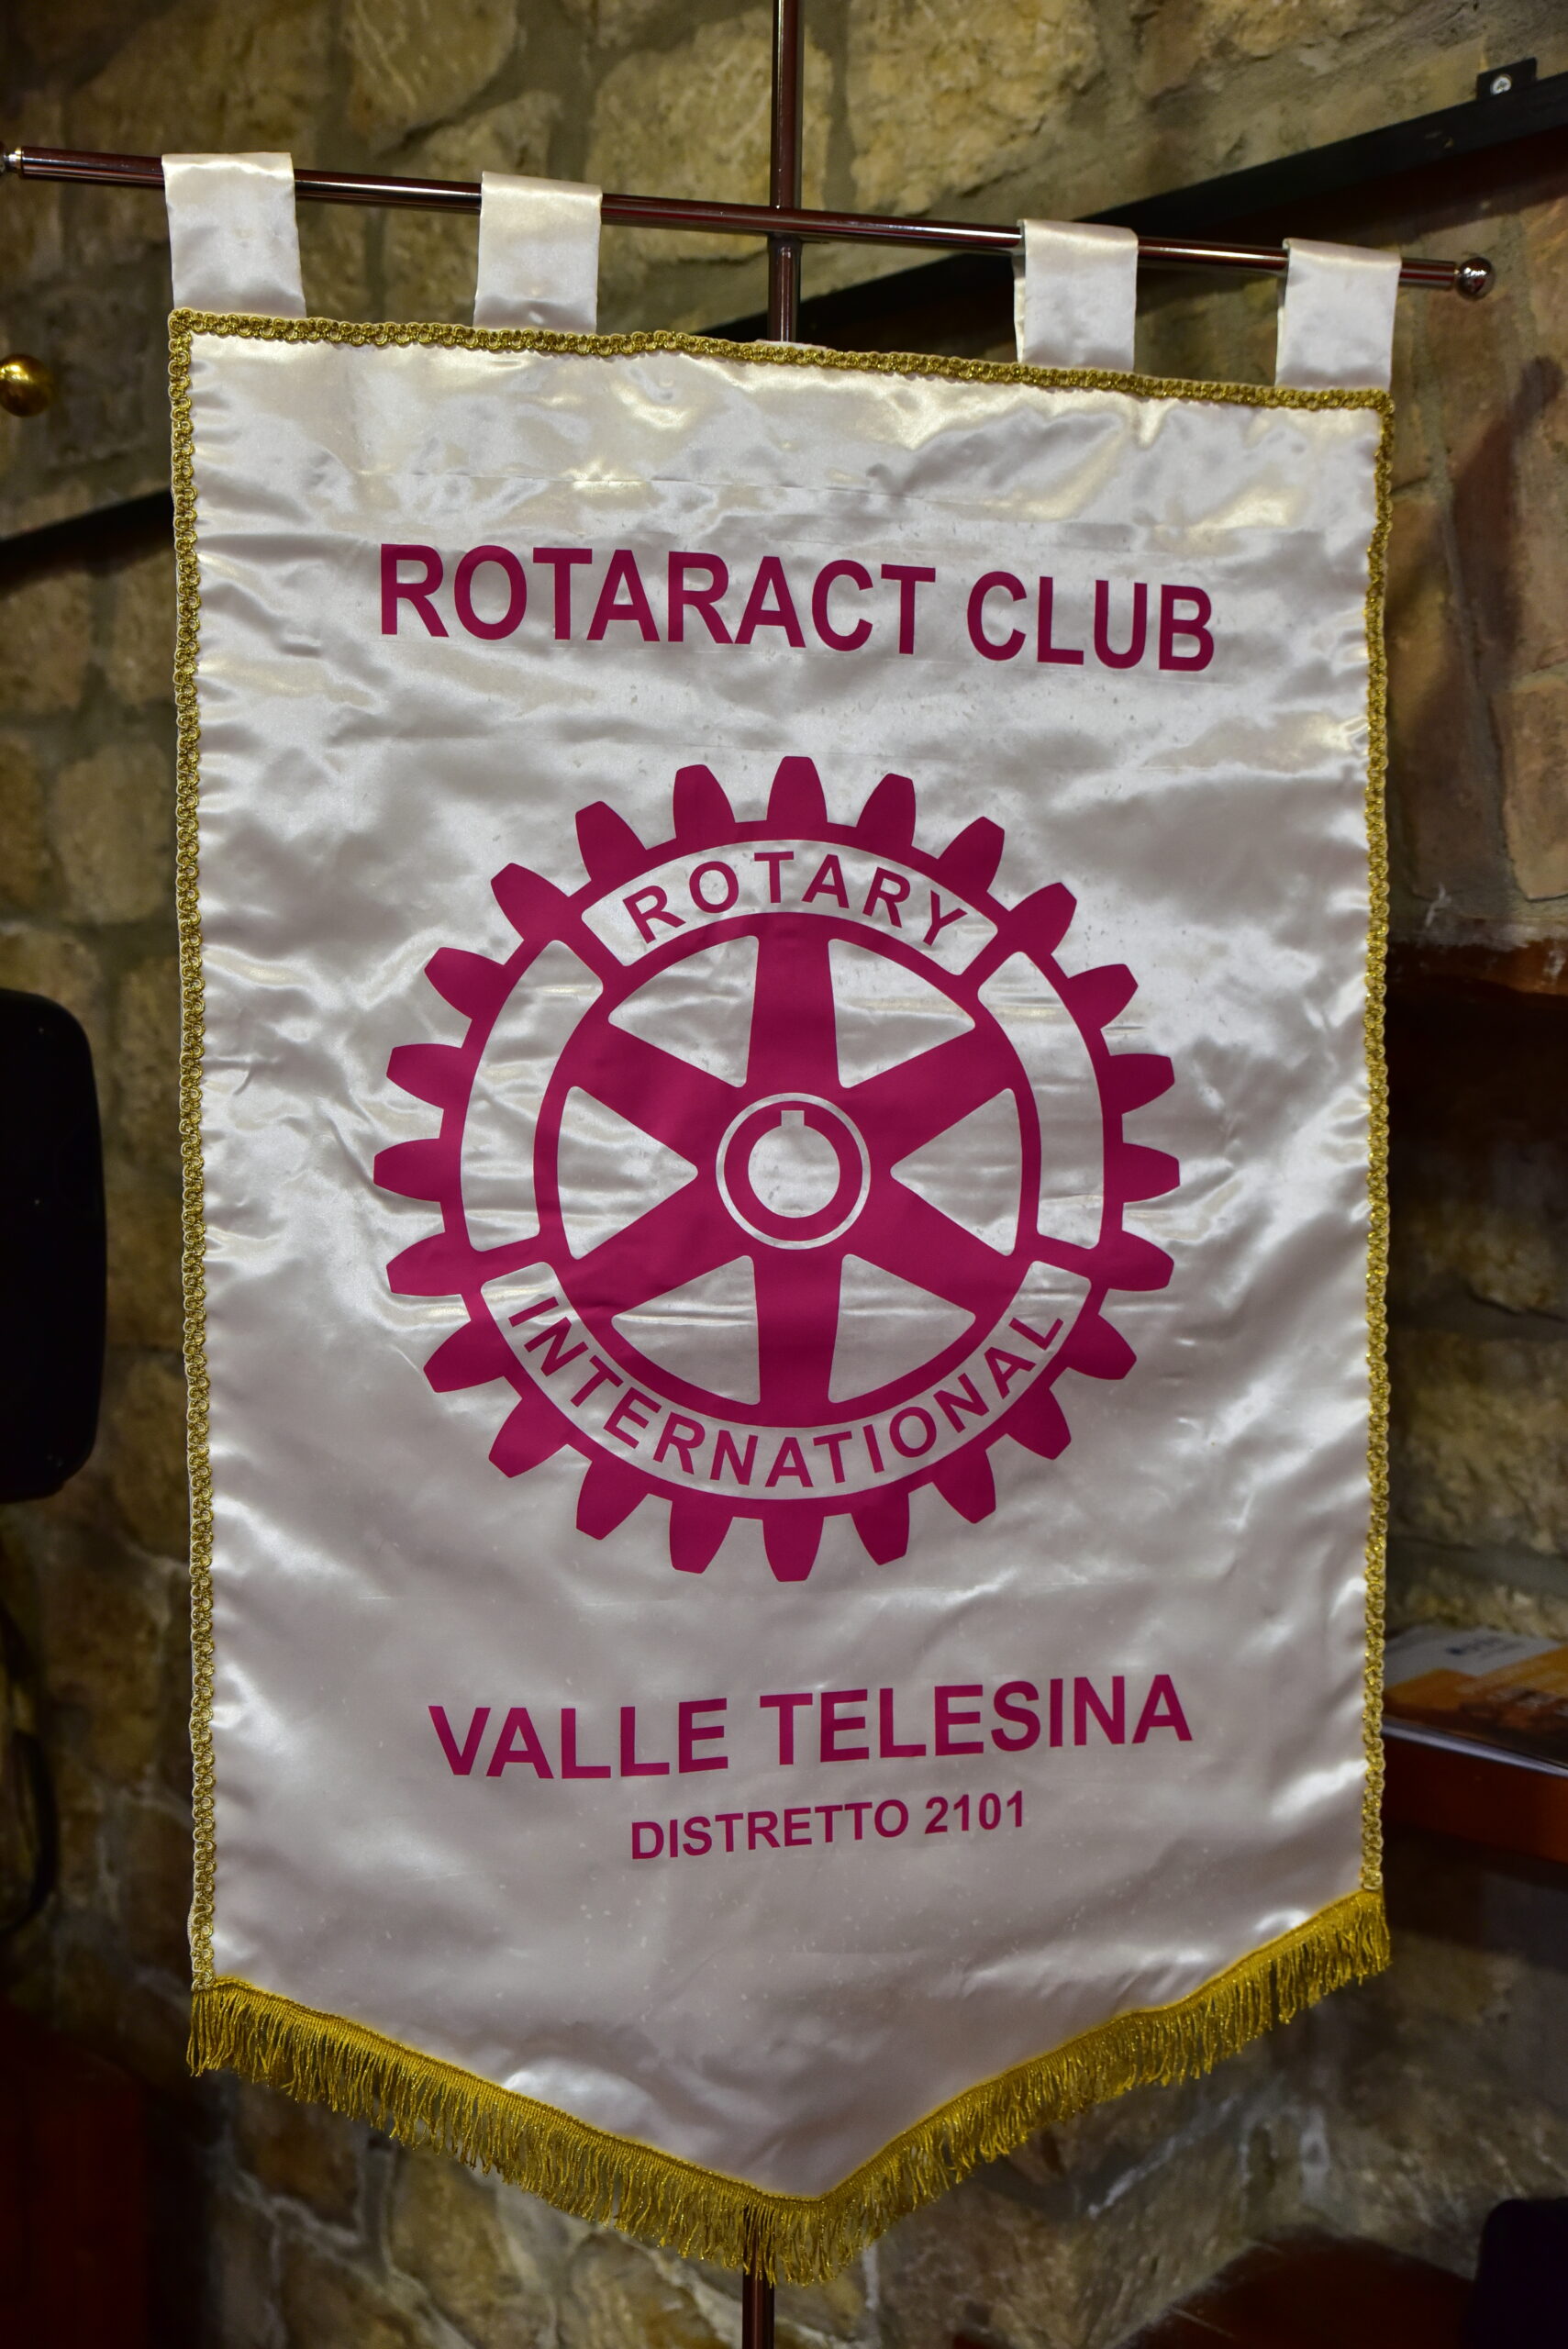 ROTARACT CLUB
ROTARY
INTERNATIONAL
VALLE TELESINA
DISTRETTO 2101